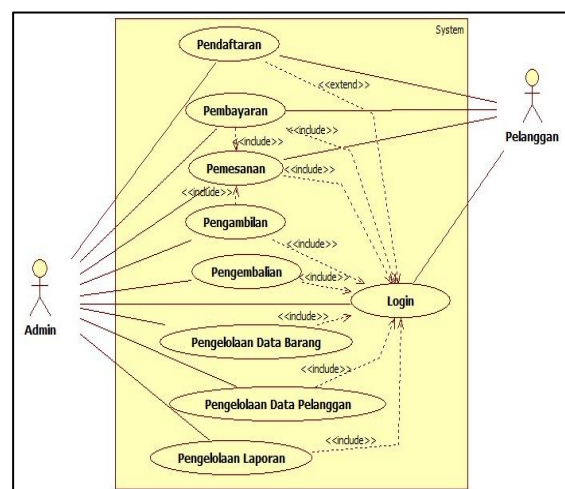 System
Pendaftaran
<<extend>>
Pembayaran
<<include>>
<<include>>
Pelanggan
Pemesanan
<<include>>
<<include>>
Pengambilan
<<include>>
Pengembalian
<<include>>
Login
Admin
<<include>>
Pengelolaan Data Barang
<<include>>
Pengelolaan Data Pelanggan
<<include>>
Pengelolaan Laporan